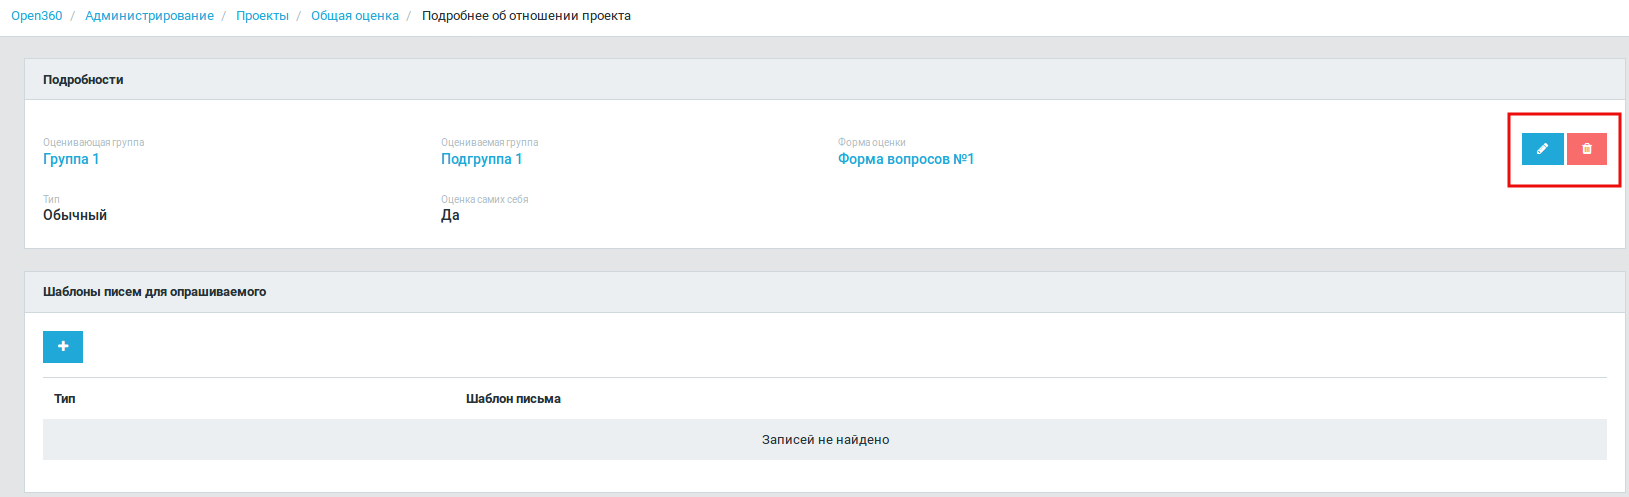 Open360 / Администрирование / Проекты / Общая оценка / Подробнее об отношении проекта
Подробности
Оценивающая группа Оцениваемая группа Форма оценки
Группа 1 Подгруппа 1 Форма вопросов №1
Тип Оценка самих себя
Обычный Да
Шаблоны писем для опрашиваемого
Тип Шаблон письма
Записей не найдено